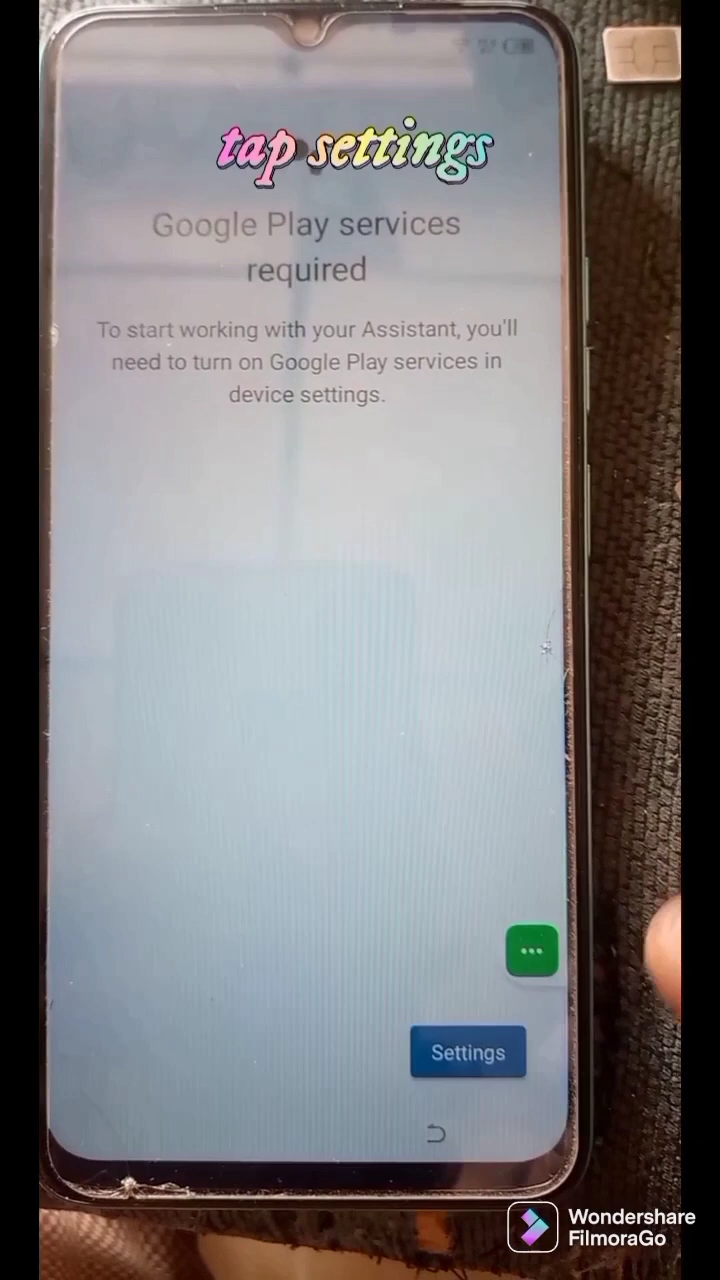 tap settings
Google Play services
required
To start working with your Assistant, you'll
need to turn on Google Play services in
device settings.
Settings
Wondershare
FilmoraGo